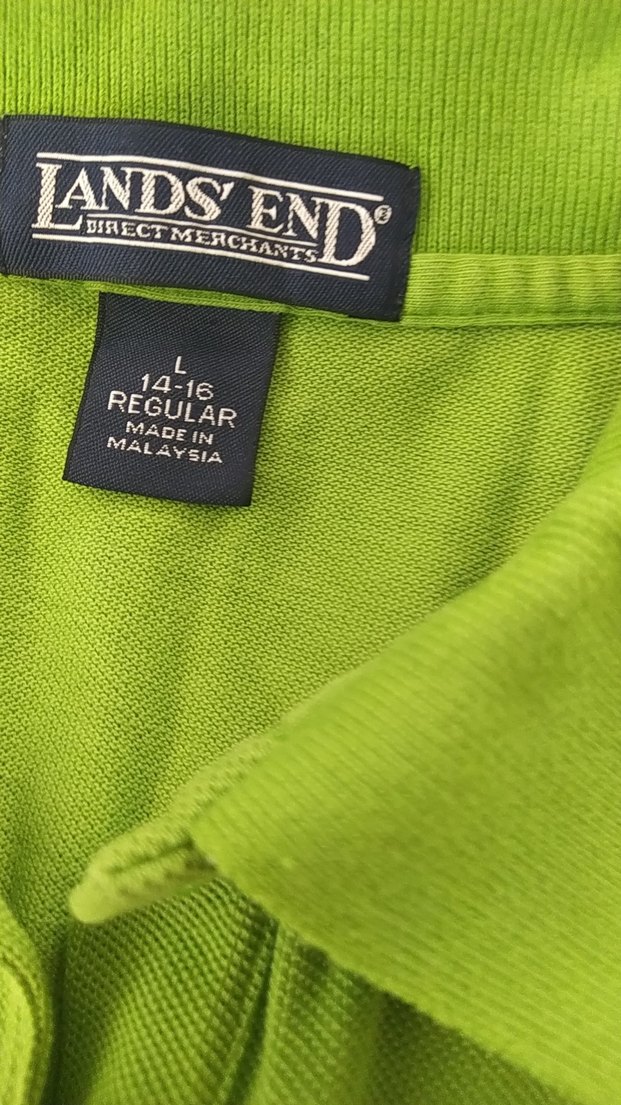 LANDS' END®
DIRECT MERCHANTS
L
14-16
REGULAR
MADE IN
MALAYSIA